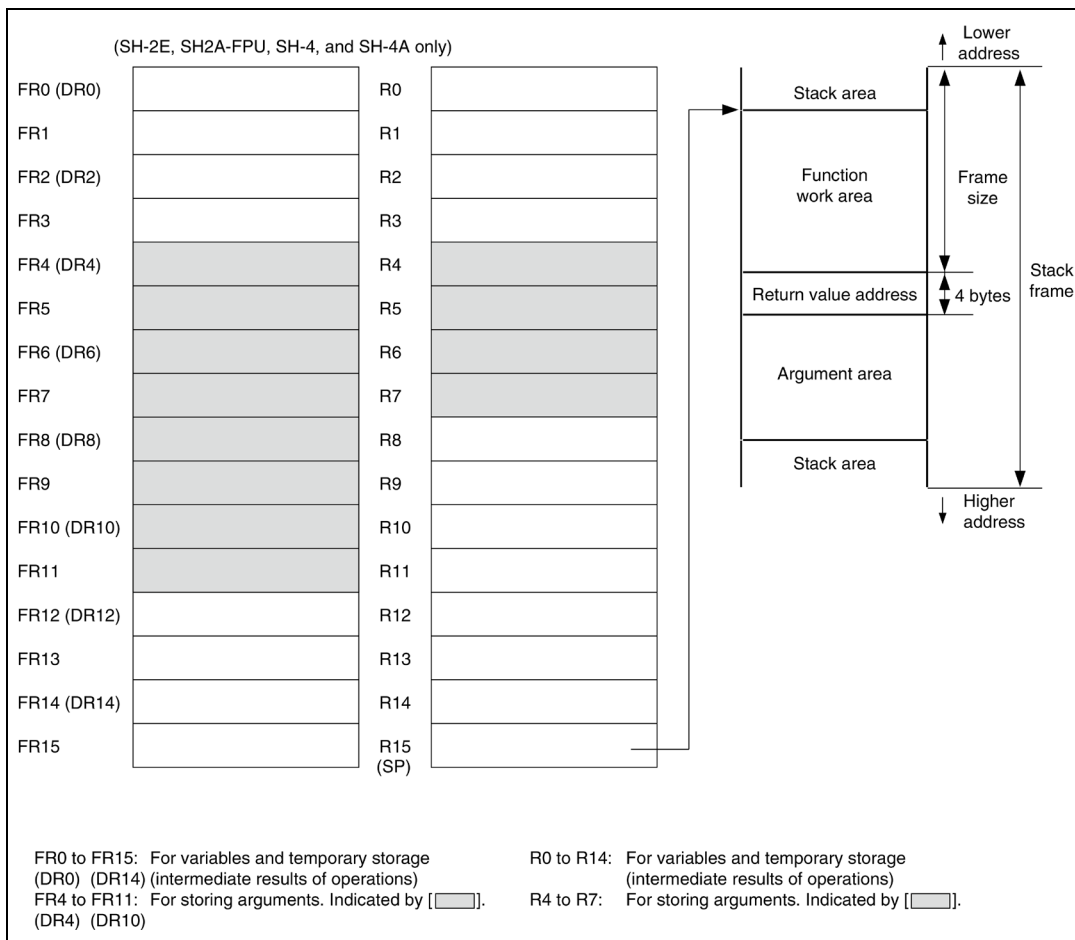 (SH-2E, SH2A-FPU, SH-4, and SH-4A only)
FR0 (DR0)
FR1
FR2 (DR2)
FR3
FR4 (DR4)
FR5
FR6 (DR6)
FR7
FR8 (DR8)
FR9
FR10 (DR10)
FR11
FR12 (DR12)
FR13
FR14 (DR14)
FR15
R0
R1
R2
R3
R4
R5
R6
R7
R8
R9
R10
R11
R12
R13
R14
R15
(SP)
Lower
address
Stack area
Function
work area
Frame
size
Return value address
4 bytes
Stack
frame
Argument area
Stack area
Higher
address
FR0 to FR15: For variables and temporary storage
(DR0) (DR14) (intermediate results of operations)
FR4 to FR11: For storing arguments. Indicated by [ ].
(DR4) (DR10)
R0 to R14: For variables and temporary storage
(intermediate results of operations)
R4 to R7: For storing arguments. Indicated by [ ].